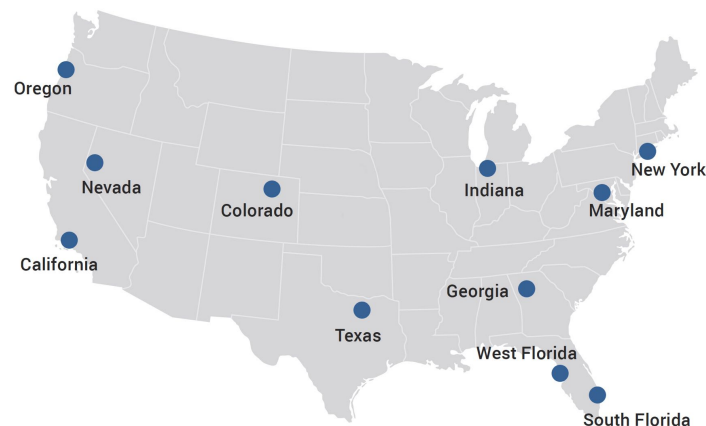 Oregon
Nevada
Colorado
Indiana
New York
Maryland
California
Georgia
Texas
West Florida
South Florida